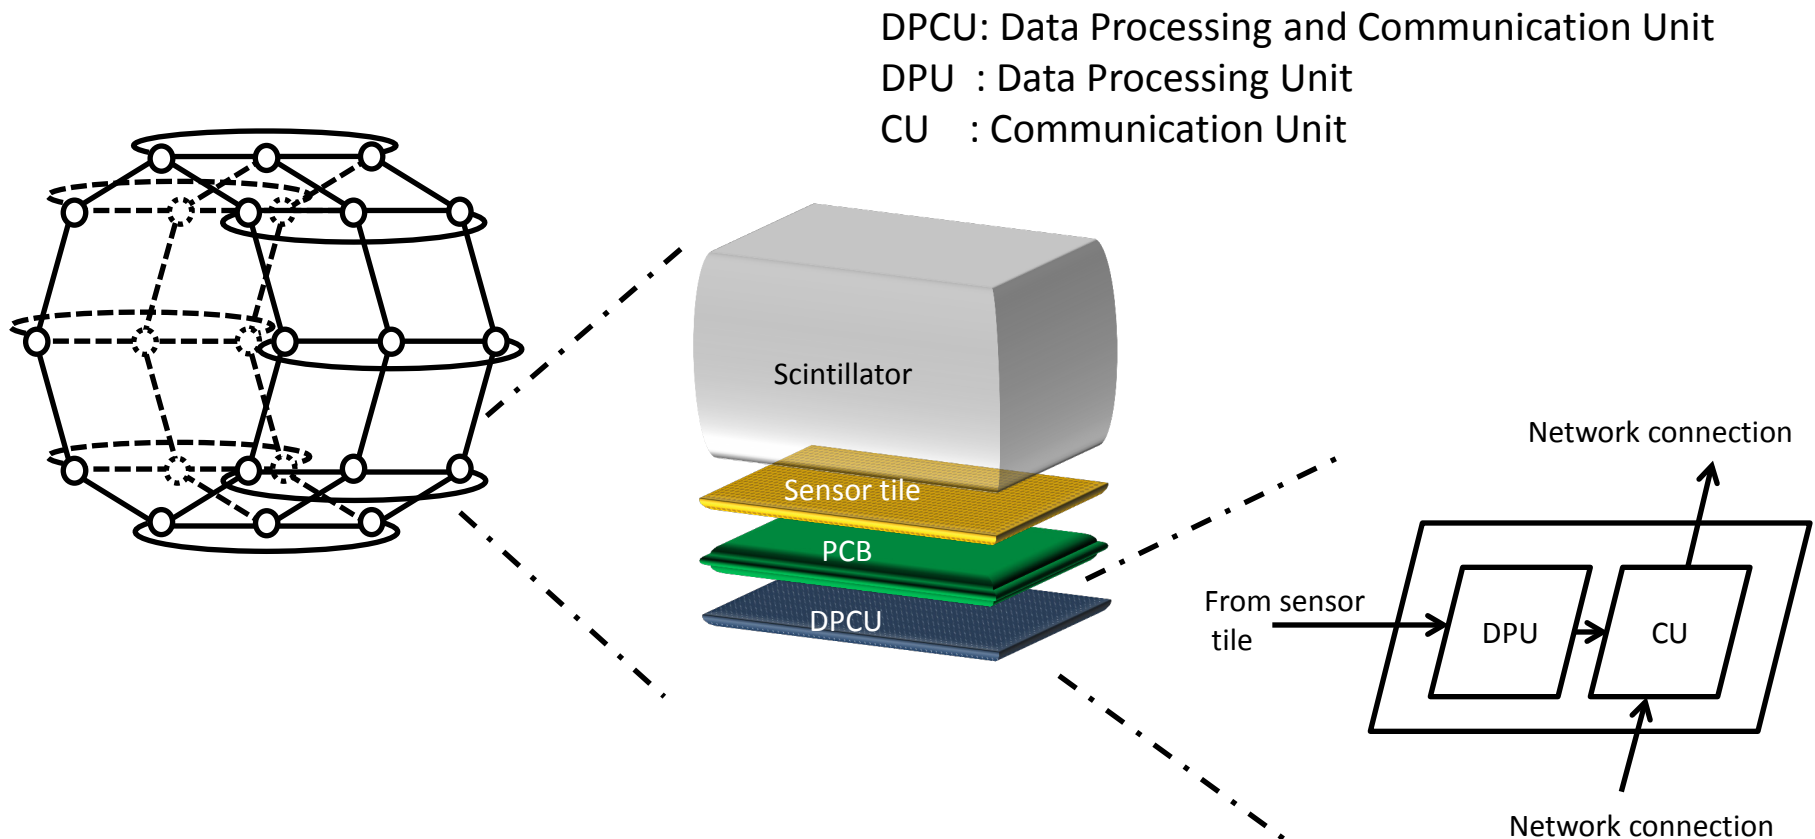 DPCU: Data Processing and Communication Unit
DPU : Data Processing Unit
CU : Communication Unit
Scintillator
Sensor tile
PCB
DPCU
Network connection
From sensor
tile
DPU
CU
Network connection